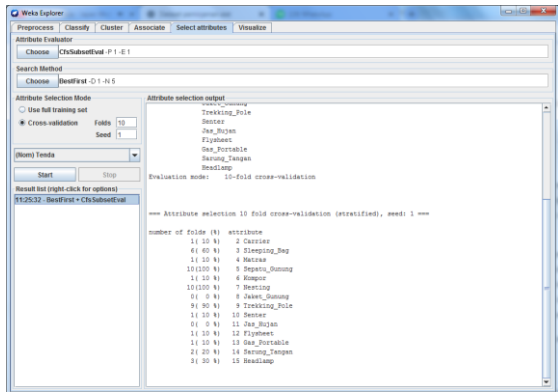 Weka Explorer
Preprocess Classify Cluster Associate Select attributes Visualize
Attribute Evaluator
Choose CfsSubsetEval -P 1 -E 1
Search Method
Choose BestFirst -D 1 -N 5
Attribute Selection Mode
Use full training set
Cross-validation Folds 10
Seed 1
(Nom) Tenda
Start Stop
Result list (right-click for options)
11:25:32 - BestFirst + CfsSubsetEval
Attribute selection output
Trekking_Pole
Senter
Jas_Hujan
Flysheet
Gas_Portable
Sarung_Tangan
Headlamp
Evaluation mode: 10-fold cross-validation
=== Attribute selection 10 fold cross-validation (stratified), seed: 1 ===
number of folds (%) attribute
1( 10 %) 2 Carrier
6( 60 %) 3 Sleeping_Bag
1( 10 %) 4 Matras
10(100 %) 5 Sepatu_Gunung
1( 10 %) 6 Kompor
10(100 %) 7 Nesting
0( 0 %) 8 Jaket_Gunung
9( 90 %) 9 Trekking_Pole
1( 10 %) 10 Senter
0( 0 %) 11 Jas_Hujan
1( 10 %) 12 Flysheet
1( 10 %) 13 Gas_Portable
2( 20 %) 14 Sarung_Tangan
3( 30 %) 15 Headlamp